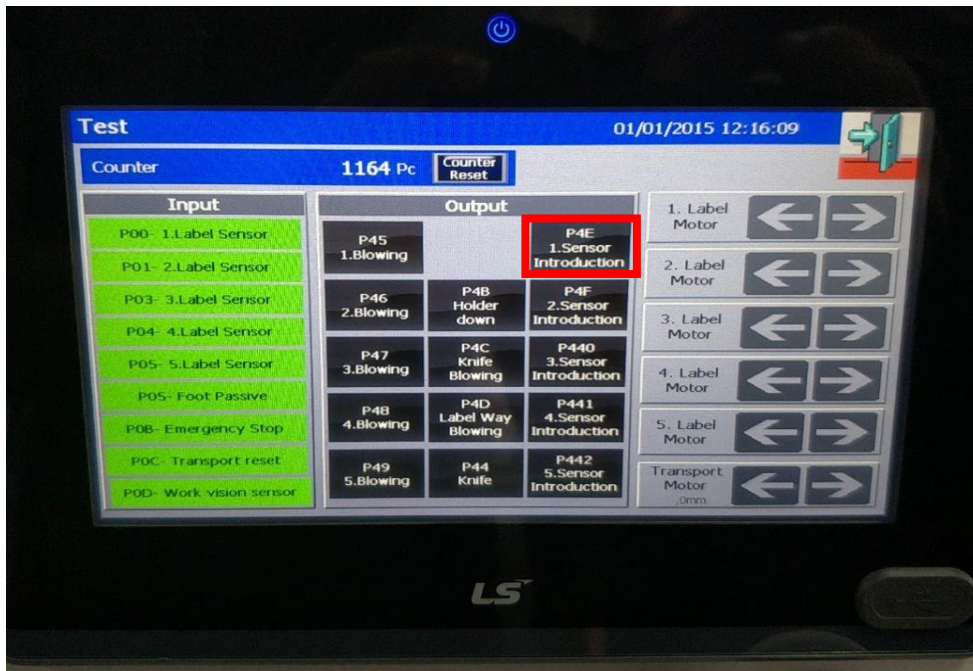 Test
01/01/2015 12:16:09
Counter
1164 Pc
Counter
Reset
Input
P00- 1.Label Sensor
P01- 2.Label Sensor
P03- 3.Label Sensor
P04- 4.Label Sensor
P05- 5.Label Sensor
P05- Foot Passive
P0B- Emergency Stop
P0C- Transport reset
P0D- Work vision sensor
Output
P45
1.Blowing
P4E
1.Sensor
Introduction
P46
2.Blowing
P4B
Holder
down
P4F
2.Sensor
Introduction
P47
3.Blowing
P4C
Knife
Blowing
P440
3.Sensor
Introduction
P48
4.Blowing
P4D
Label Way
Blowing
P441
4.Sensor
Introduction
P49
5.Blowing
P44
Knife
P442
5.Sensor
Introduction
1. Label
Motor
2. Label
Motor
3. Label
Motor
4. Label
Motor
5. Label
Motor
Transport
Motor
,0mm
LS